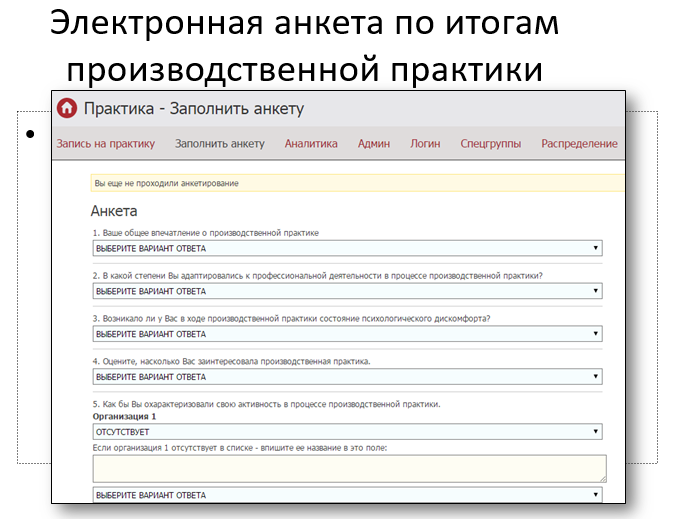 Электронная анкета по итогам
производственной практики
Практика - Заполнить анкету
Запись на практику Заполнить анкету Аналитика Админ Логин Спецгруппы Распределение
Вы еще не проходили анкетирование
Анкета
1. Ваше общее впечатление о производственной практике
ВЫБЕРИТЕ ВАРИАНТ ОТВЕТА
2. В какой степени Вы адаптировались к профессиональной деятельности в процессе производственной практики?
ВЫБЕРИТЕ ВАРИАНТ ОТВЕТА
3. Возникало ли у Вас в ходе производственной практики состояние психологического дискомфорта?
ВЫБЕРИТЕ ВАРИАНТ ОТВЕТА
4. Оцените, насколько Вас заинтересовала производственная практика.
ВЫБЕРИТЕ ВАРИАНТ ОТВЕТА
5. Как бы Вы охарактеризовали свою активность в процессе производственной практики.
Организация 1
ОТСУТСТВУЕТ
Если организация 1 отсутствует в списке - впишите ее название в это поле:
ВЫБЕРИТЕ ВАРИАНТ ОТВЕТА